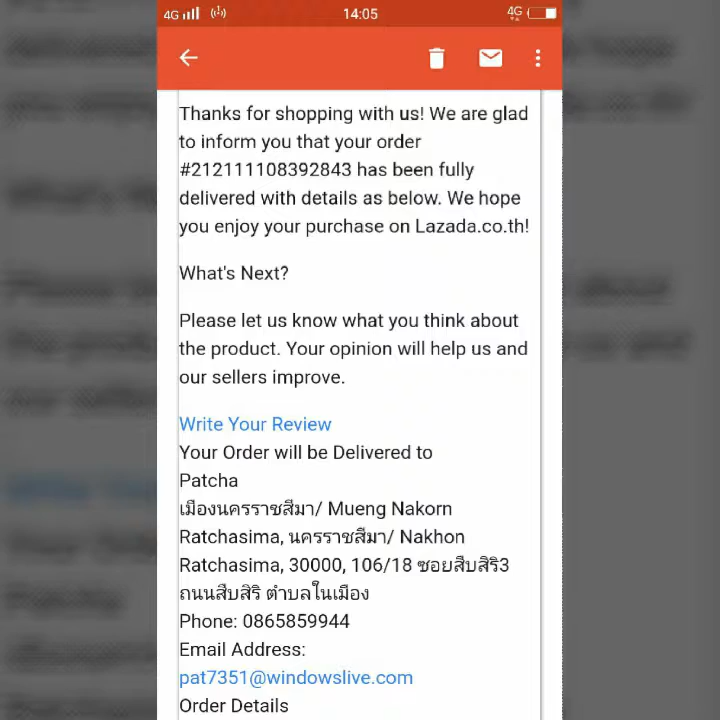 4G 14:05 4G
Thanks for shopping with us! We are glad
to inform you that your order
#212111108392843 has been fully
delivered with details as below. We hope
you enjoy your purchase on Lazada.co.th!
What's Next?
Please let us know what you think about
the product. Your opinion will help us and
our sellers improve.
Write Your Review
Your Order will be Delivered to
Patcha
เมืองนครราชสีมา/ Mueng Nakorn
Ratchasima, นครราชสีมา/ Nakhon
Ratchasima, 30000, 106/18 ซอยสืบสิริ3
ถนนสืบสิริ ตำบลในเมือง
Phone: 0865859944
Email Address:
pat7351@windowslive.com
Order Details